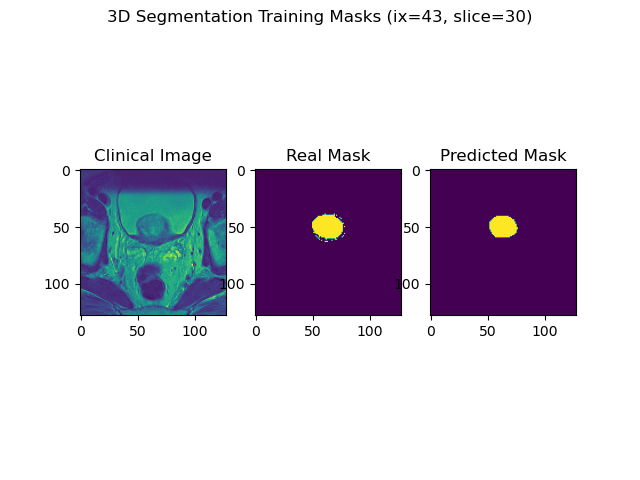 3D Segmentation Training Masks (ix=43, slice=30)
Clinical Image Real Mask Predicted Mask
0 0 0
50 50 50
100 100 100
0 50 100 0 50 100 0 50 100